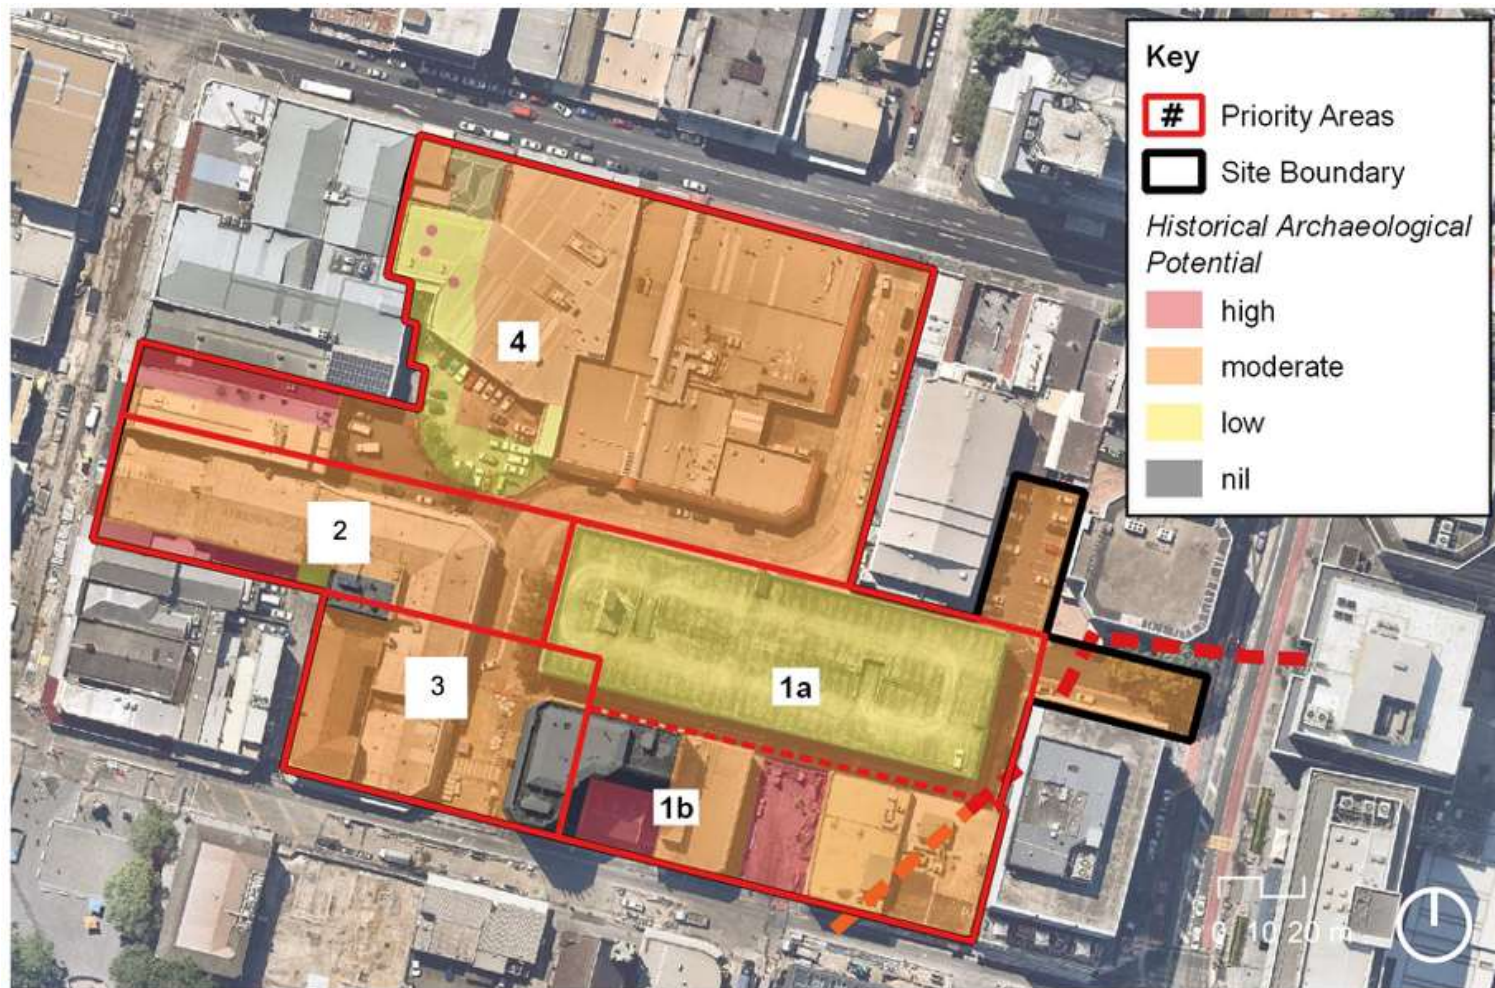 Key
# Priority Areas
Site Boundary
Historical Archaeological
Potential
high
moderate
low
nil
4
2
3
1a
1b
0 10 20 m